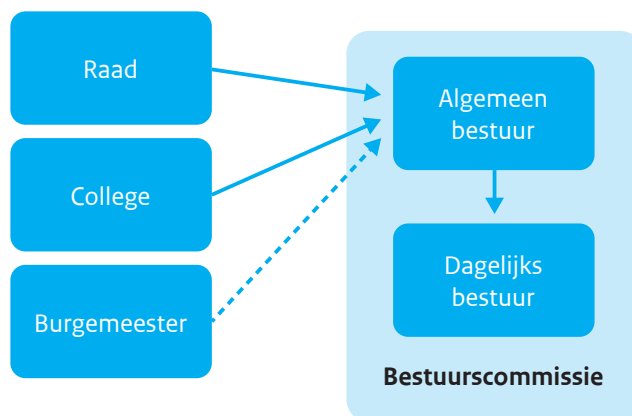 Raad
College
Burgemeester
Algemeen
bestuur
Dagelijks
bestuur
Bestuurscommissie